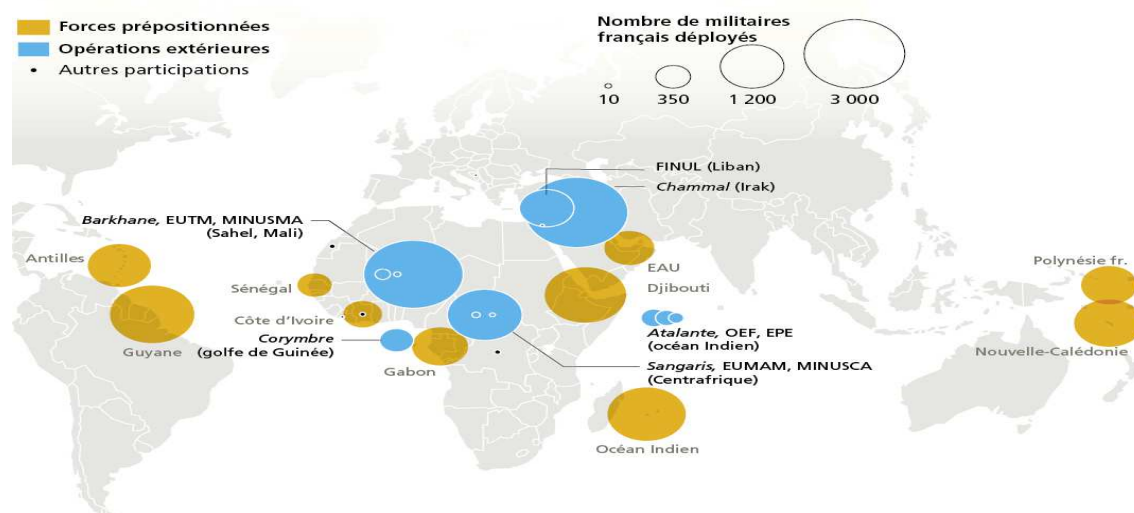 Forces prépositionnées
Opérations extérieures
Autres participations
Nombre de militaires
français déployés
10 350 1 200 3 000
FINUL (Liban)
Chammal (Irak)
Barkhane, EUTM, MINUSMA
(Sahel, Mali)
Antilles
EAU
Polynésie fr.
Sénégal
Djibouti
Côte d'Ivoire
Corymbre
(golfe de Guinée)
Atalante, OEF, EPE
(océan Indien)
Guyane
Nouvelle-Calédonie
Gabon
Sangaris, EUMAM, MINUSCA
(Centrafrique)
Océan Indien